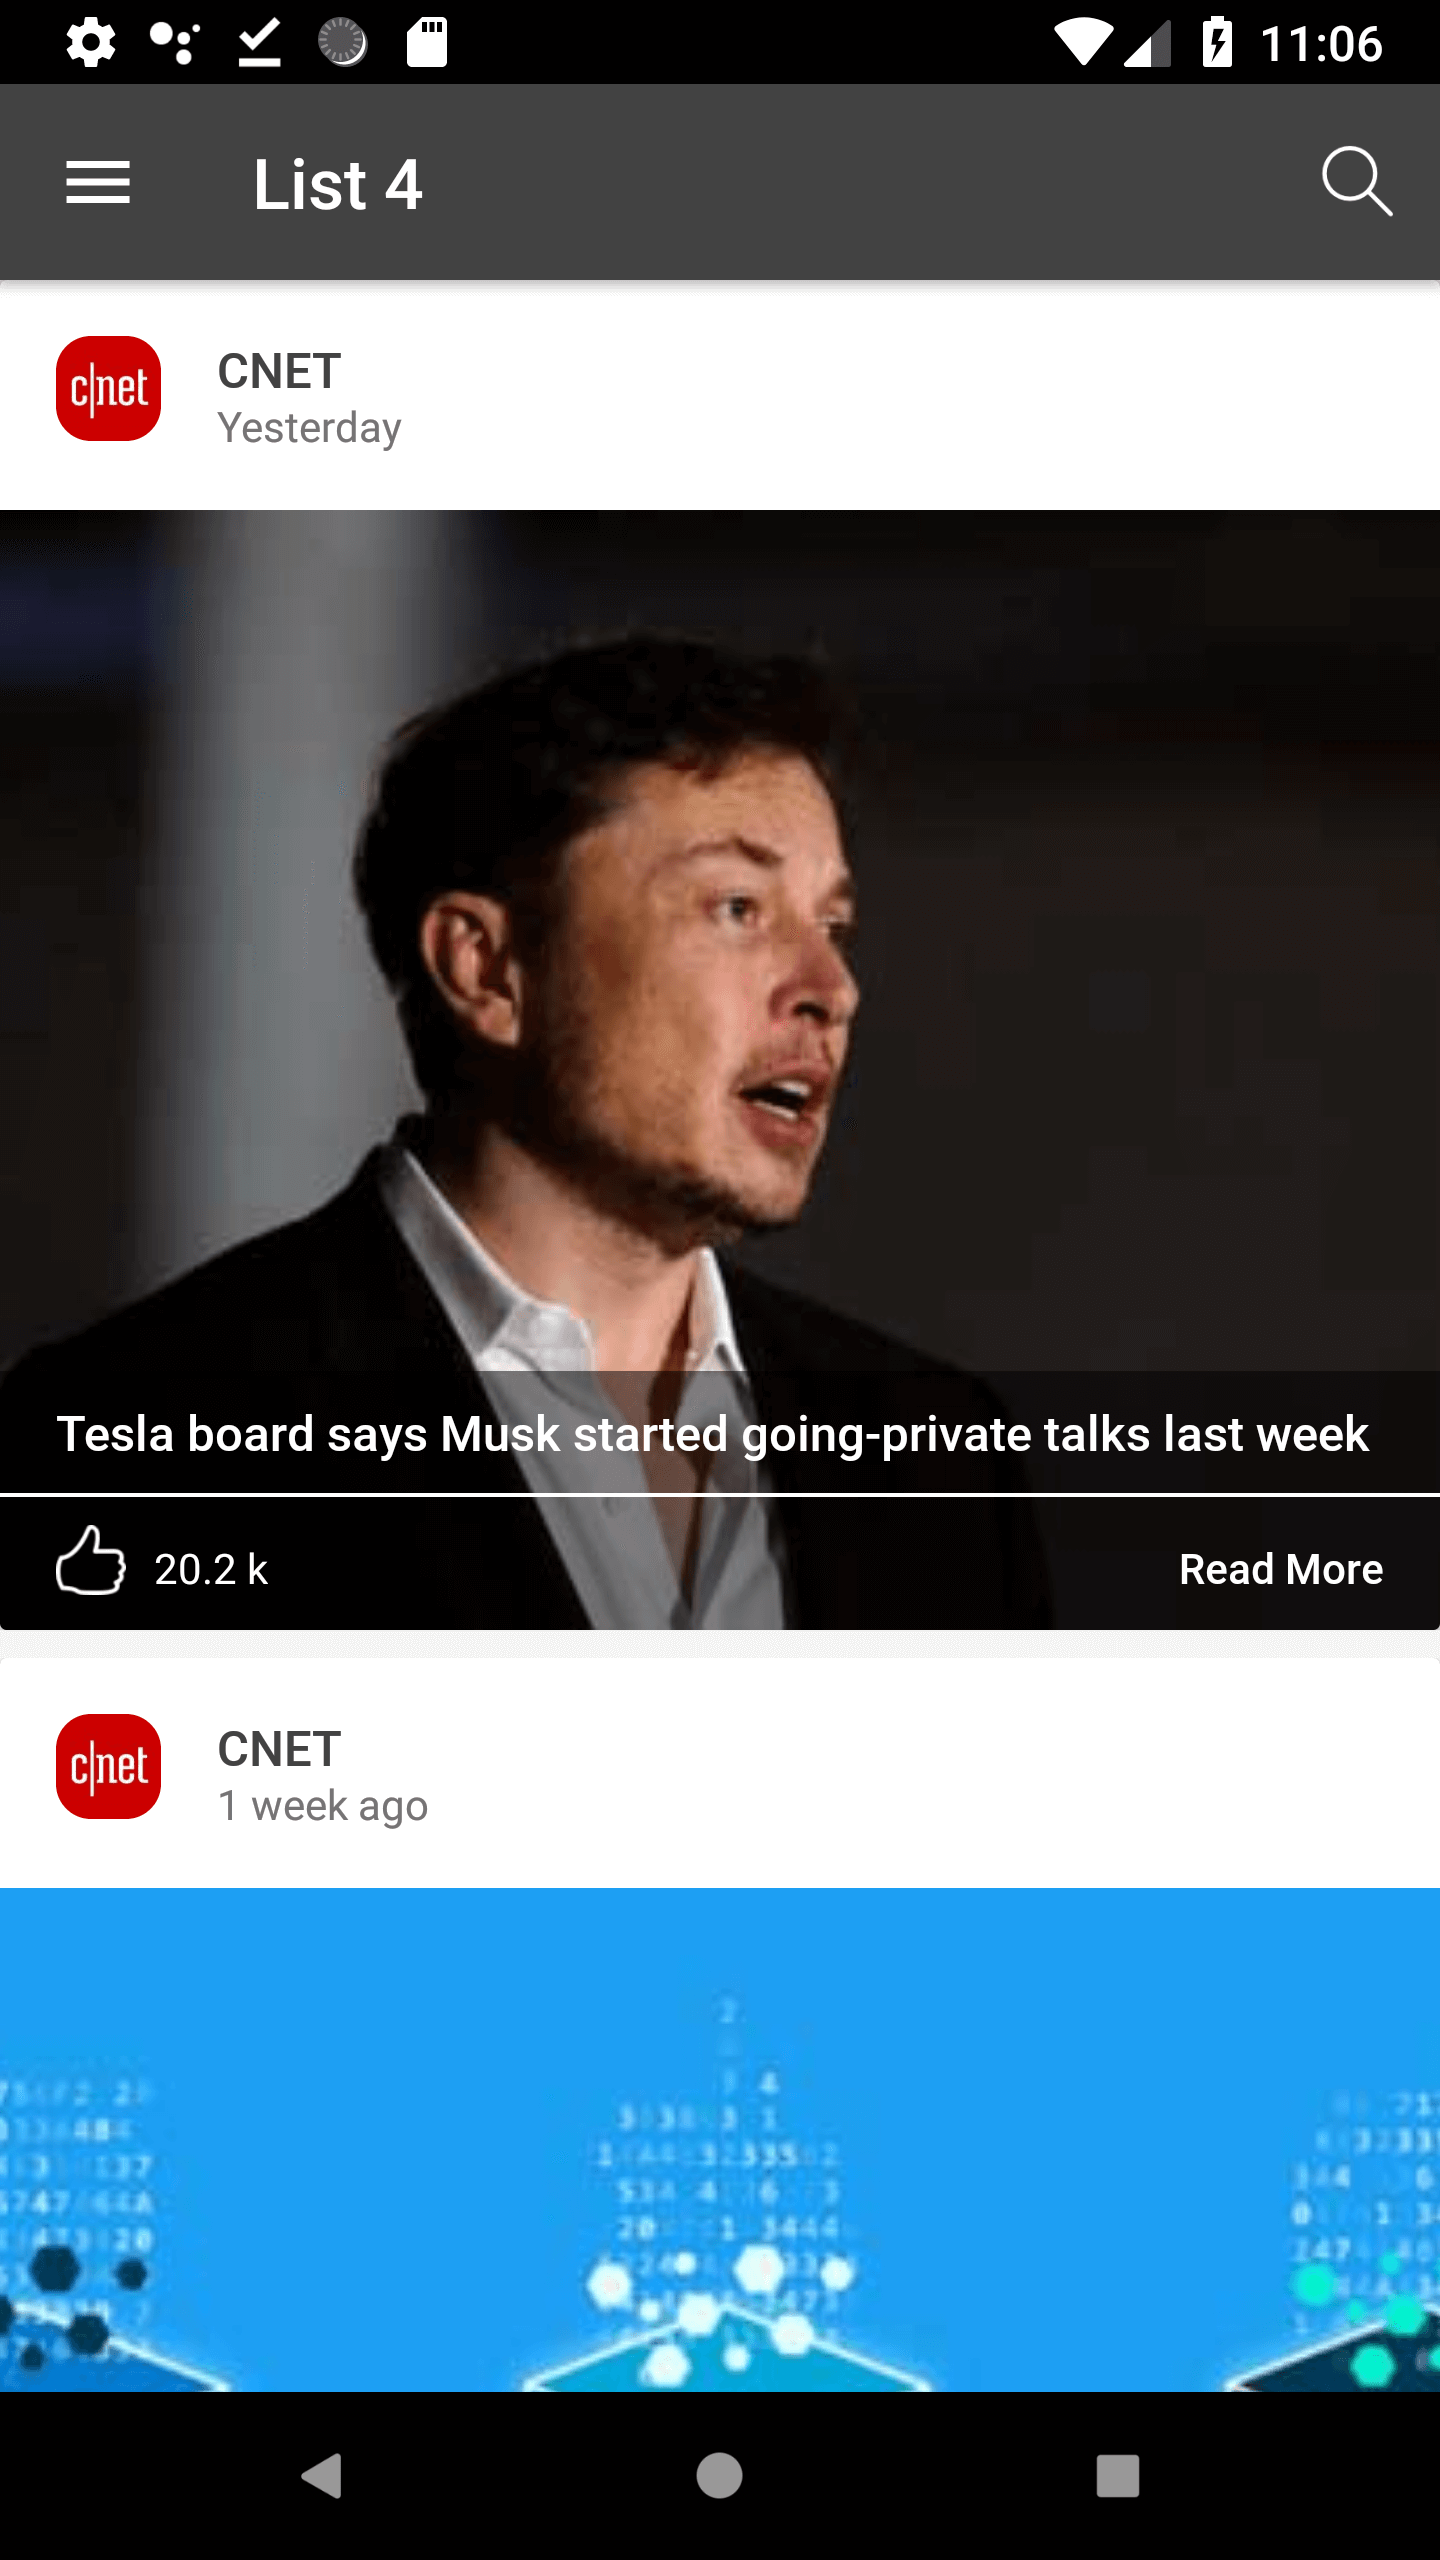 11:06
List 4
c|net
CNET
Yesterday
Tesla board says Musk started going-private talks last week
20.2 k
Read More
c|net
CNET
1 week ago